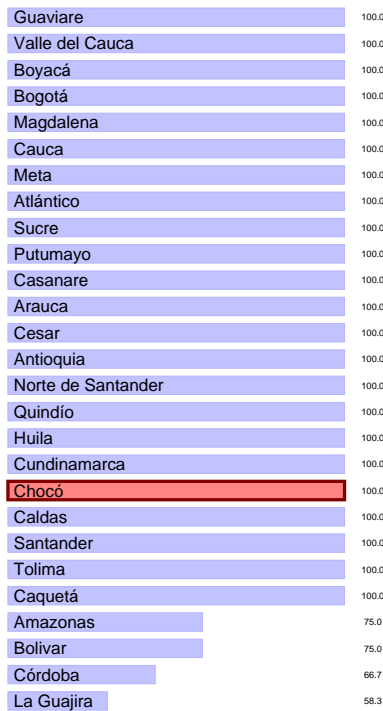 Guaviare 100.0
Valle del Cauca 100.0
Boyacá 100.0
Bogotá 100.0
Magdalena 100.0
Cauca 100.0
Meta 100.0
Atlántico 100.0
Sucre 100.0
Putumayo 100.0
Casanare 100.0
Arauca 100.0
Cesar 100.0
Antioquia 100.0
Norte de Santander 100.0
Quindío 100.0
Huila 100.0
Cundinamarca 100.0
Chocó 100.0
Caldas 100.0
Santander 100.0
Tolima 100.0
Caquetá 100.0
Amazonas 75.0
Bolivar 75.0
Córdoba 66.7
La Guajira 58.3